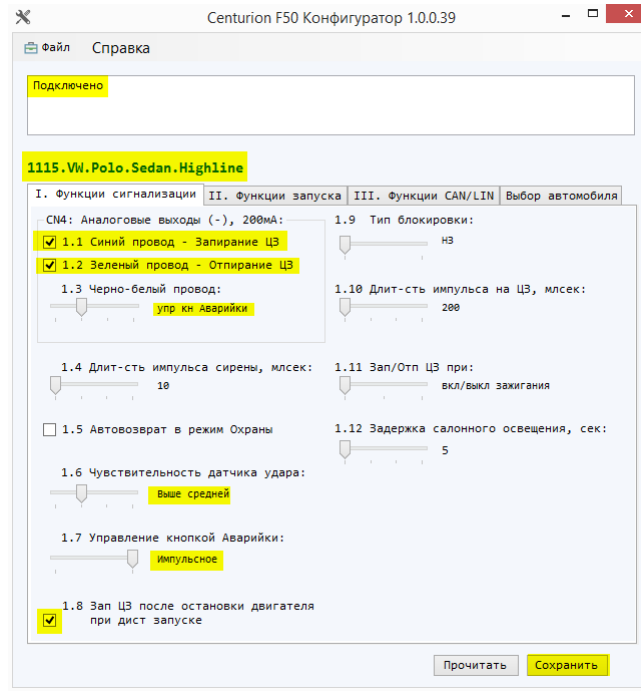 Centurion F50 Конфигуратор 1.0.0.39
Файл Справка
Подключено
1115.VW.Polo.Sedan.Highline
I. Функции сигнализации II. Функции запуска III. Функции CAN/LIN Выбор автомобиля
CN4: Аналоговые выходы (-), 200мА:
1.1 Синий провод - Запирание ЦЗ
1.2 Зеленый провод - Отпирание ЦЗ
1.3 Черно-белый провод:
упр кн Аварийки
1.4 Длит-сть импульса сирены, млсек:
10
1.5 Автовозврат в режим Охраны
1.6 Чувствительность датчика удара:
Выше средней
1.7 Управление кнопкой Аварийки:
Импульсное
1.8 Зап ЦЗ после остановки двигателя
при дист запуске
1.9 Тип блокировки:
НЗ
1.10 Длит-сть импульса на ЦЗ, млсек:
200
1.11 Зап/Отп ЦЗ при:
вкл/выкл зажигания
1.12 Задержка салонного освещения, сек:
5
Прочитать Сохранить